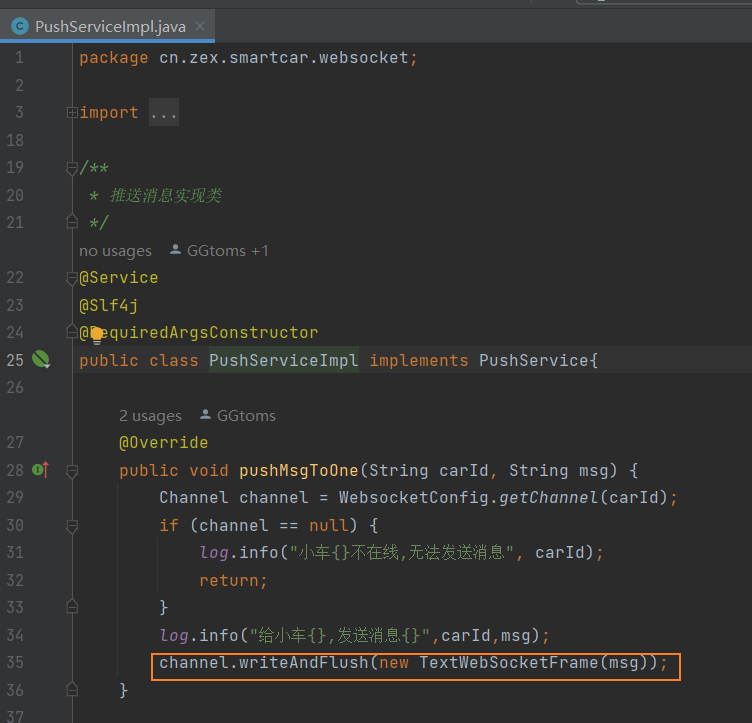 PushServiceImpl.java
1 package cn.zex.smartcar.websocket;
2
3 import ...
18
19 /**
20 * 推送消息实现类
21 */
no usages GGtoms +1
22 @Service
23 @Slf4j
24 @RequiredArgsConstructor
25 public class PushServiceImpl implements PushService{
26
2 usages GGtoms
27 @Override
28 public void pushMsgToOne(String carId, String msg) {
29 Channel channel = WebsocketConfig.getChannel(carId);
30 if (channel == null) {
31 log.info("小车{}不在线,无法发送消息", carId);
32 return;
33 }
34 log.info("给小车{},发送消息{}",carId,msg);
35 channel.writeAndFlush(new TextWebSocketFrame(msg));
36 }
37